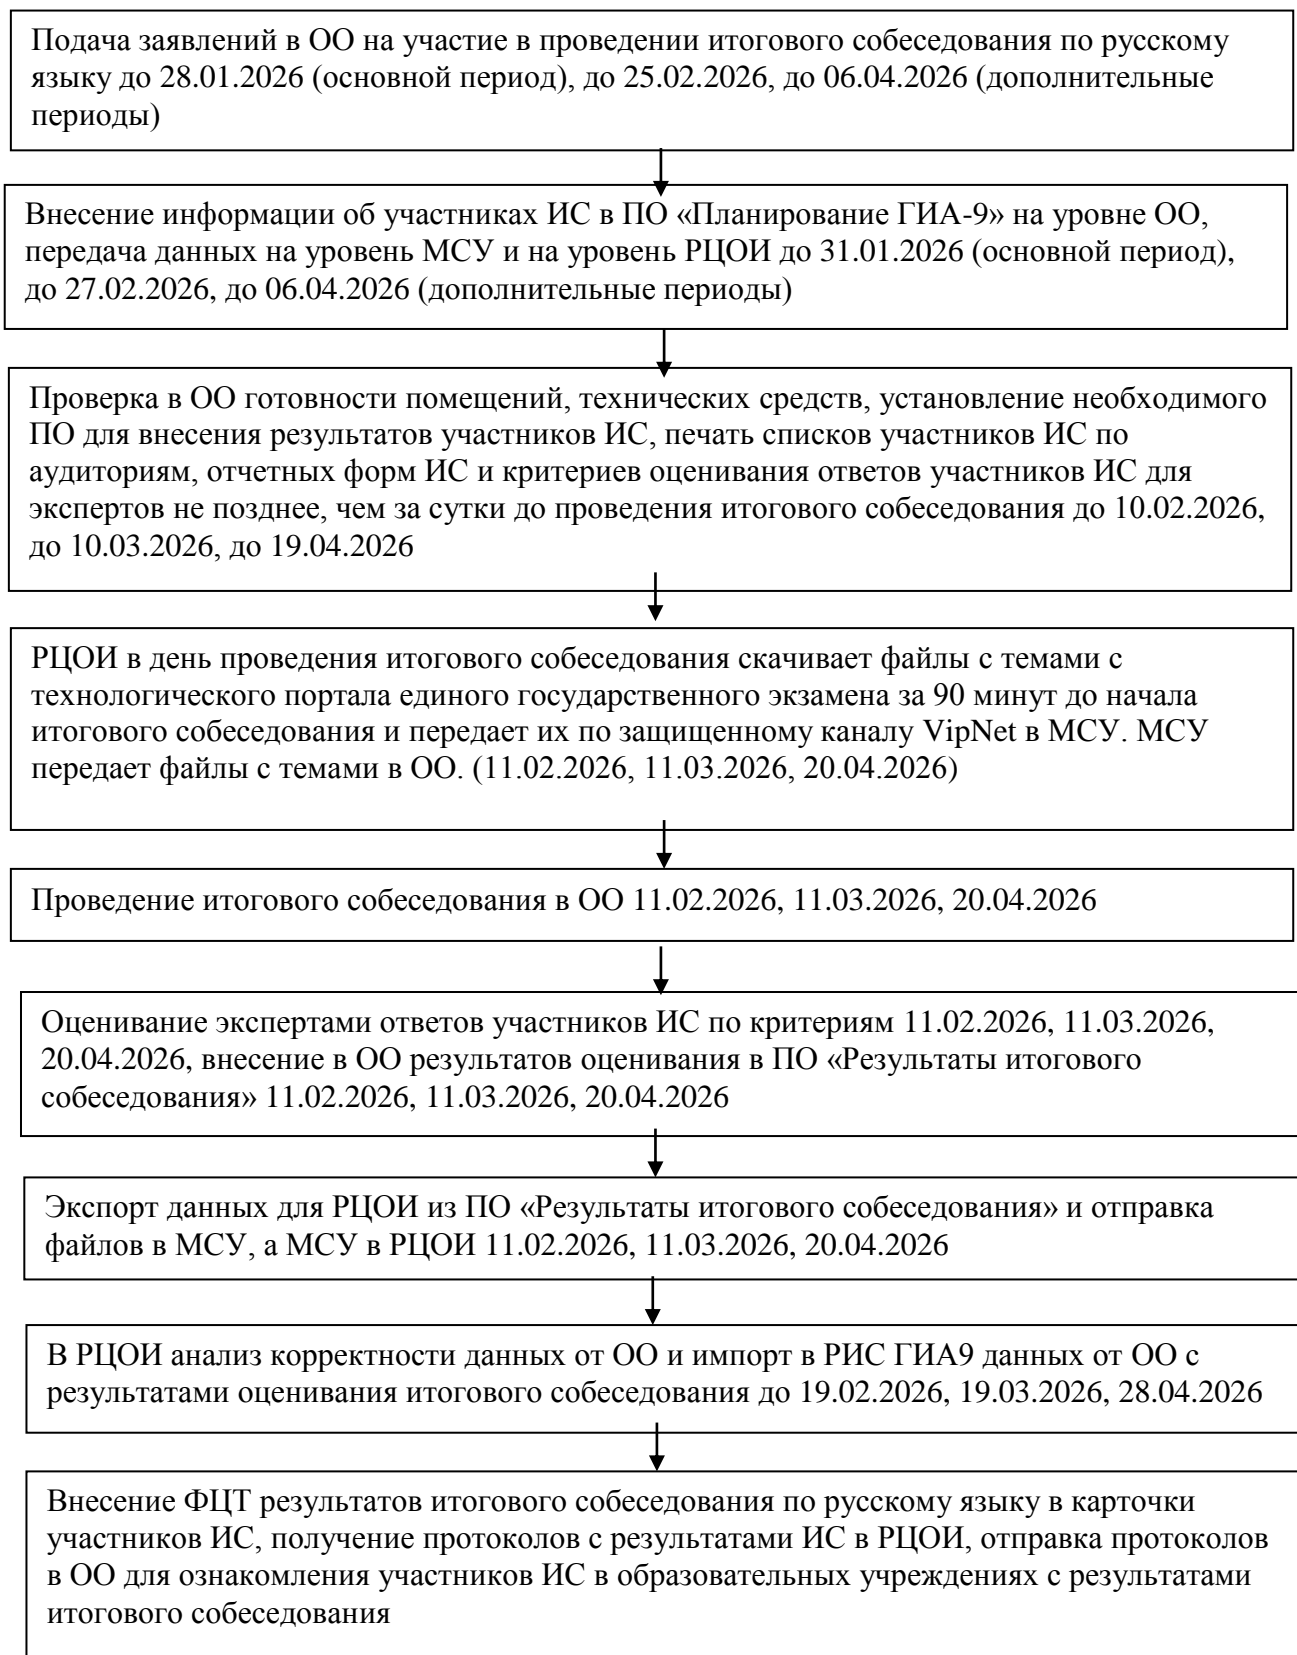 Подача заявлений в ОО на участие в проведении итогового собеседования по русскому
языку до 28.01.2026 (основной период), до 25.02.2026, до 06.04.2026 (дополнительные
периоды)
Внесение информации об участниках ИС в ПО «Планирование ГИА-9» на уровне ОО,
передача данных на уровень МСУ и на уровень РЦОИ до 31.01.2026 (основной период),
до 27.02.2026, до 06.04.2026 (дополнительные периоды)
Проверка в ОО готовности помещений, технических средств, установление необходимого
ПО для внесения результатов участников ИС, печать списков участников ИС по
аудиториям, отчетных форм ИС и критериев оценивания ответов участников ИС для
экспертов не позднее, чем за сутки до проведения итогового собеседования до 10.02.2026,
до 10.03.2026, до 19.04.2026
РЦОИ в день проведения итогового собеседования скачивает файлы с темами с
технологического портала единого государственного экзамена за 90 минут до начала
итогового собеседования и передает их по защищенному каналу VipNet в МСУ. МСУ
передает файлы с темами в ОО. (11.02.2026, 11.03.2026, 20.04.2026)
Проведение итогового собеседования в ОО 11.02.2026, 11.03.2026, 20.04.2026
Оценивание экспертами ответов участников ИС по критериям 11.02.2026, 11.03.2026,
20.04.2026, внесение в ОО результатов оценивания в ПО «Результаты итогового
собеседования» 11.02.2026, 11.03.2026, 20.04.2026
Экспорт данных для РЦОИ из ПО «Результаты итогового собеседования» и отправка
файлов в МСУ, а МСУ в РЦОИ 11.02.2026, 11.03.2026, 20.04.2026
В РЦОИ анализ корректности данных от ОО и импорт в РИС ГИА9 данных от ОО с
результатами оценивания итогового собеседования до 19.02.2026, 19.03.2026, 28.04.2026
Внесение ФЦТ результатов итогового собеседования по русскому языку в карточки
участников ИС, получение протоколов с результатами ИС в РЦОИ, отправка протоколов
в ОО для ознакомления участников ИС в образовательных учреждениях с результатами
итогового собеседования